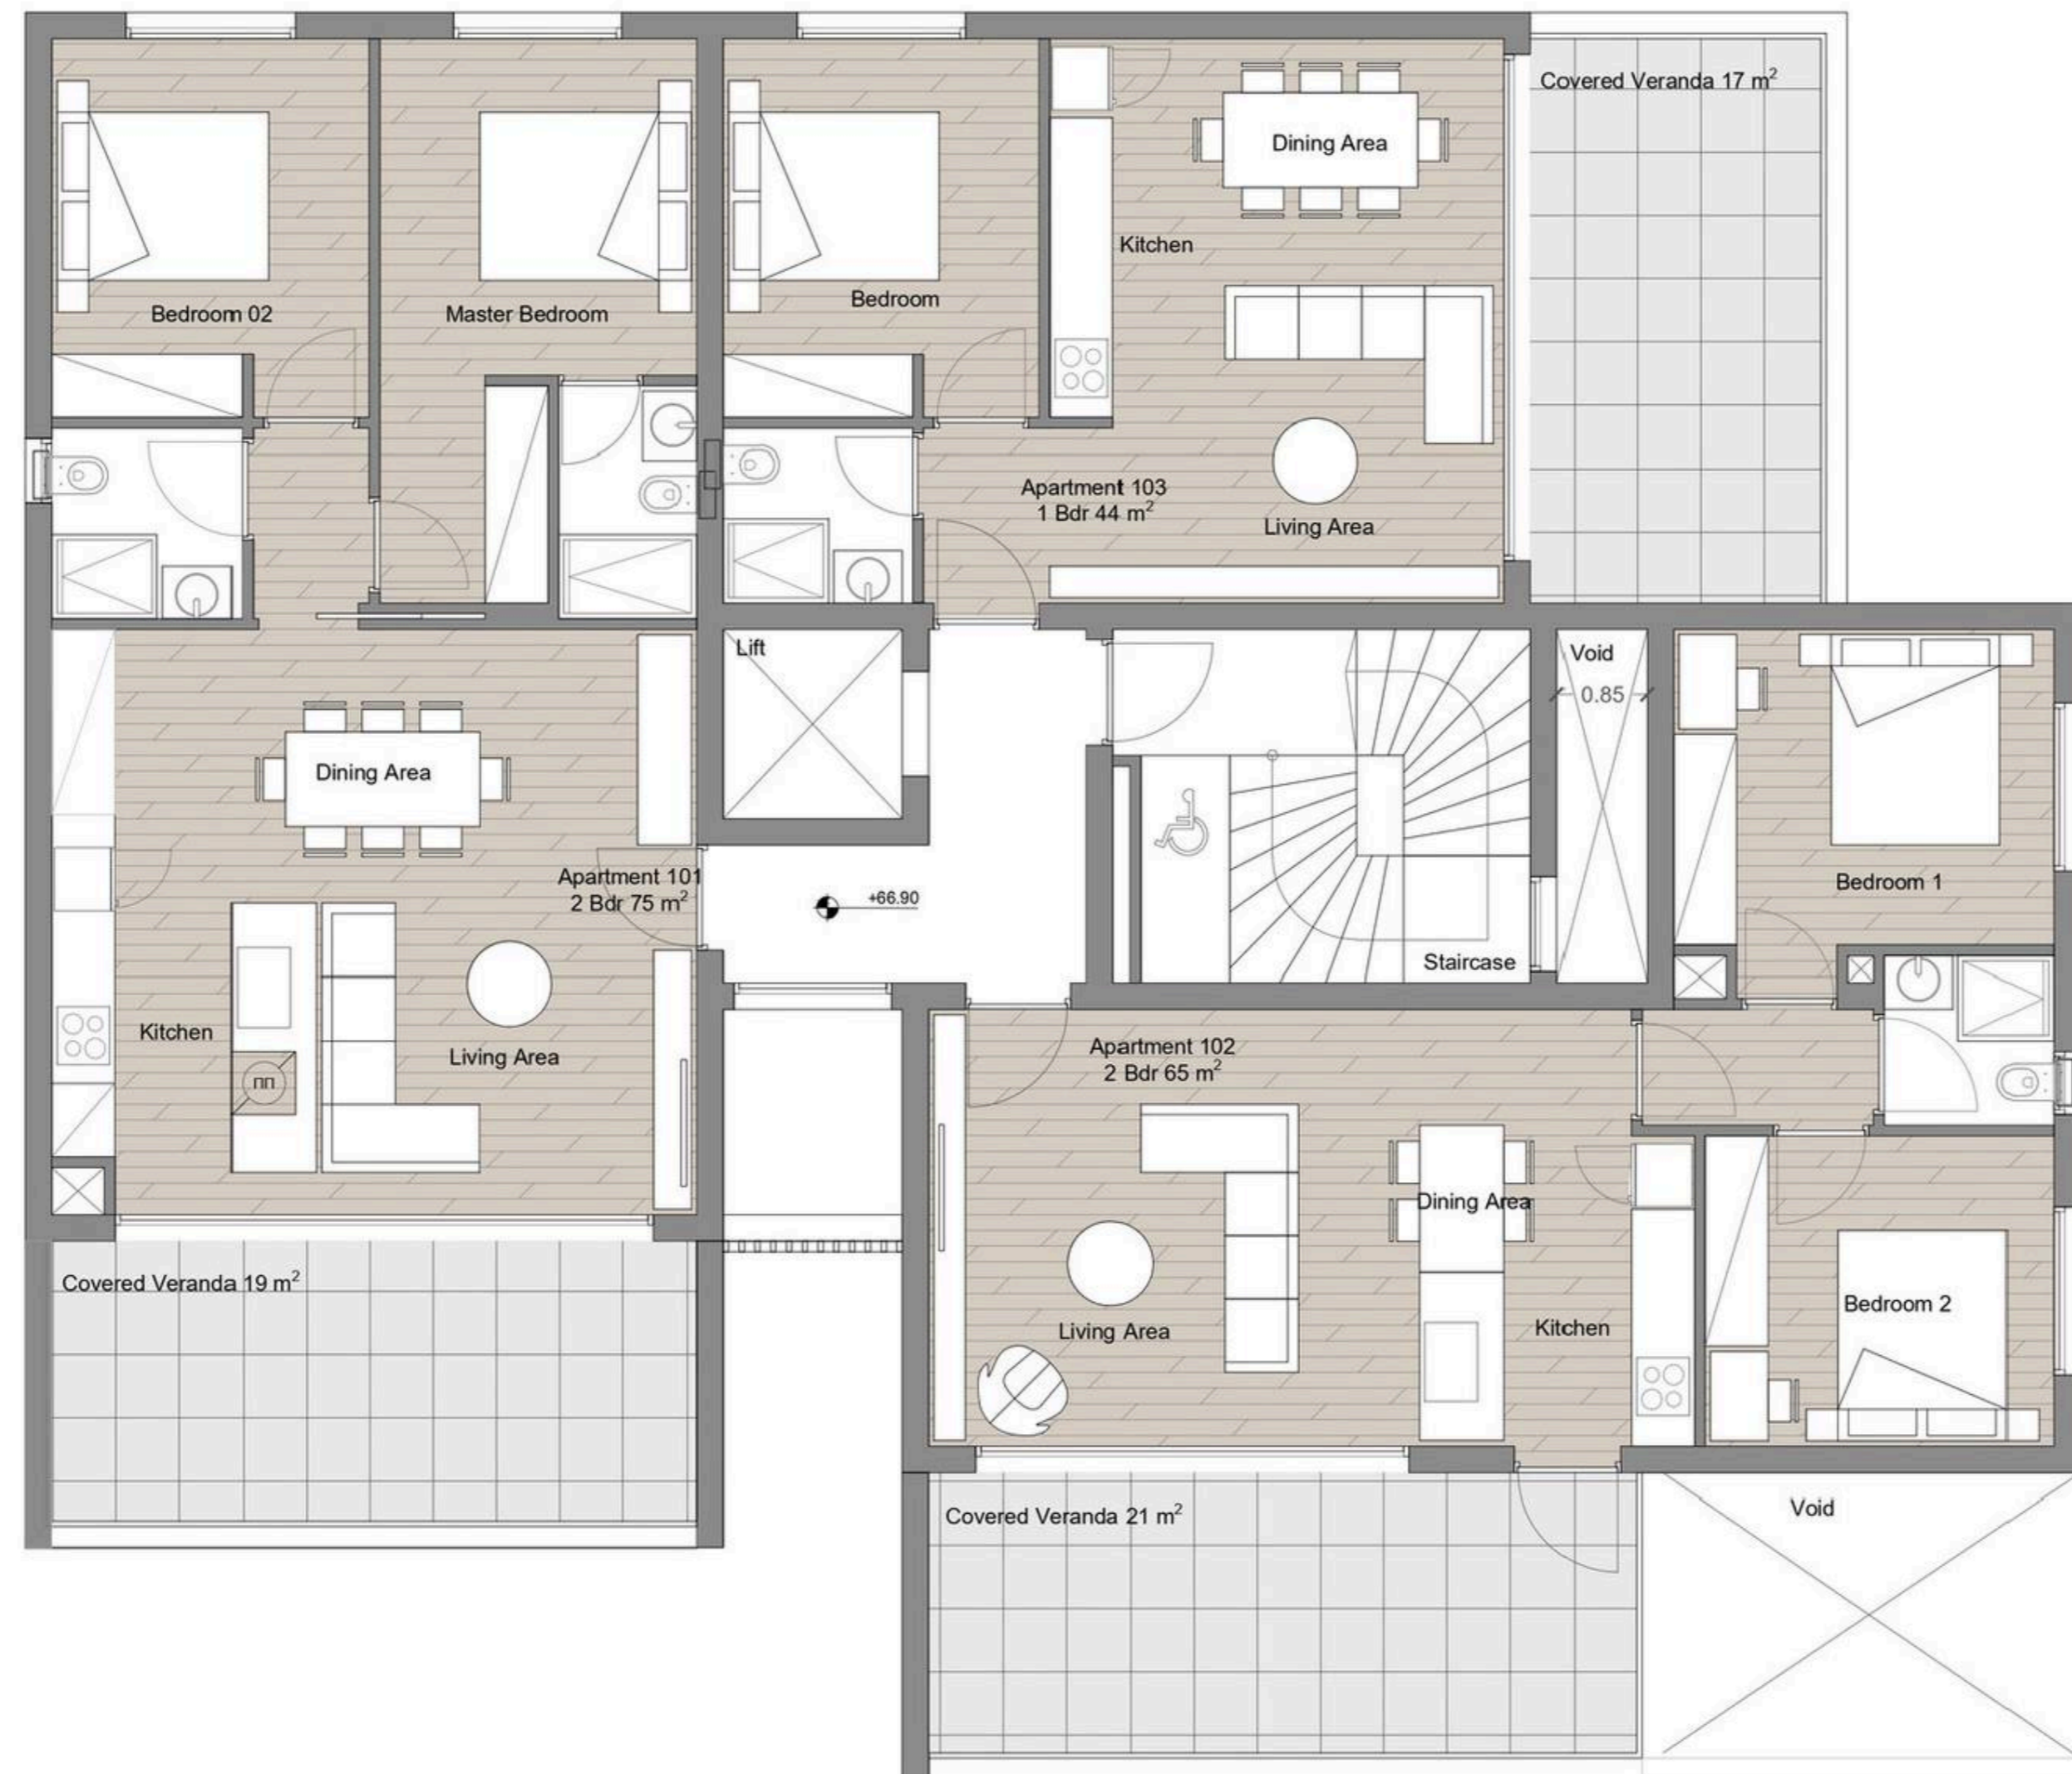 Covered Veranda 17 m²
Dining Area
Kitchen
Bedroom
Bedroom 02
Master Bedroom
Apartment 103
1 Bdr 44 m²
Living Area
Lift
Void
0.85
Dining Area
Apartment 101
2 Bdr 75 m²
+66.90
Bedroom 1
Staircase
Kitchen
Living Area
ΠΠ
Apartment 102
2 Bdr 65 m²
Dining Area
Covered Veranda 19 m²
Living Area
Kitchen
Bedroom 2
Covered Veranda 21 m²
Void